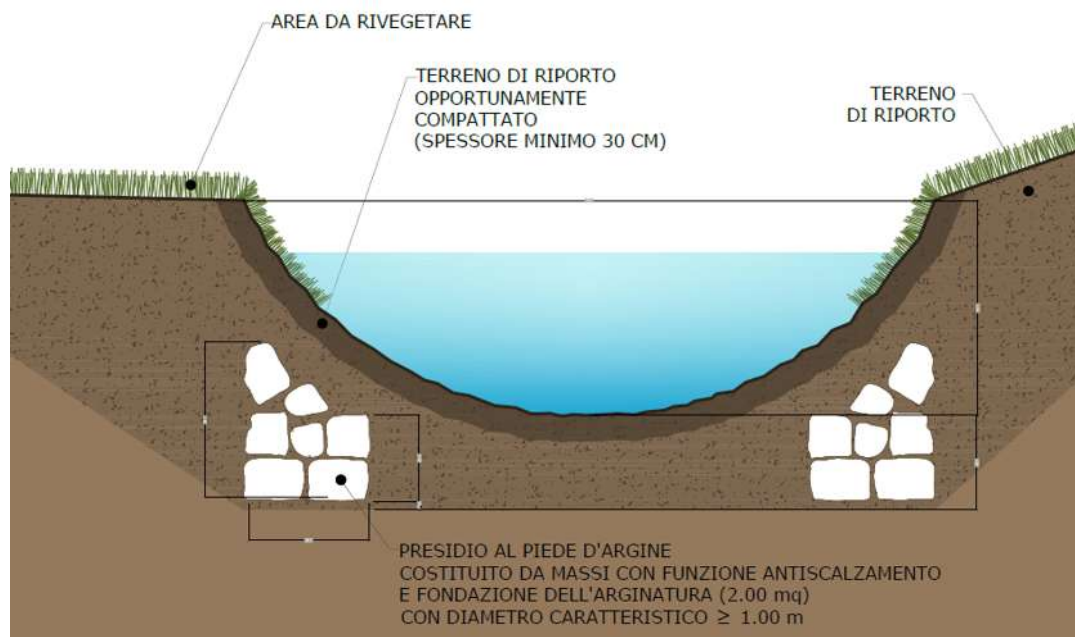 AREA DA RIVEGETARE
TERRENO DI RIPORTO
OPPORTUNAMENTE
COMPATTATO
(SPESSORE MINIMO 30 CM)
TERRENO
DI RIPORTO
PRESIDIO AL PIEDE D'ARGINE
COSTITUITO DA MASSI CON FUNZIONE ANTISCALZAMENTO
E FONDAZIONE DELL'ARGINATURA (2.00 mq)
CON DIAMETRO CARATTERISTICO ≥ 1.00 m